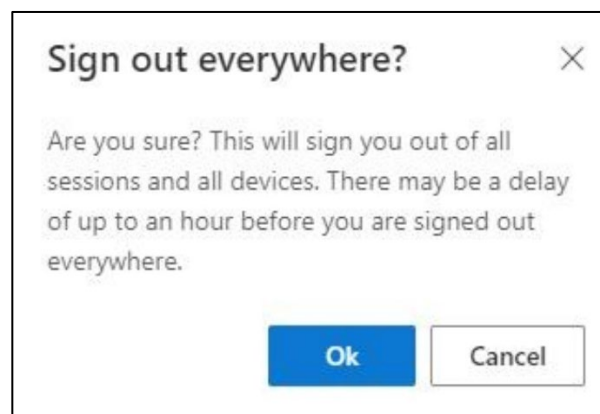 Sign out everywhere?
Are you sure? This will sign you out of all
sessions and all devices. There may be a delay
of up to an hour before you are signed out
everywhere.
Ok Cancel